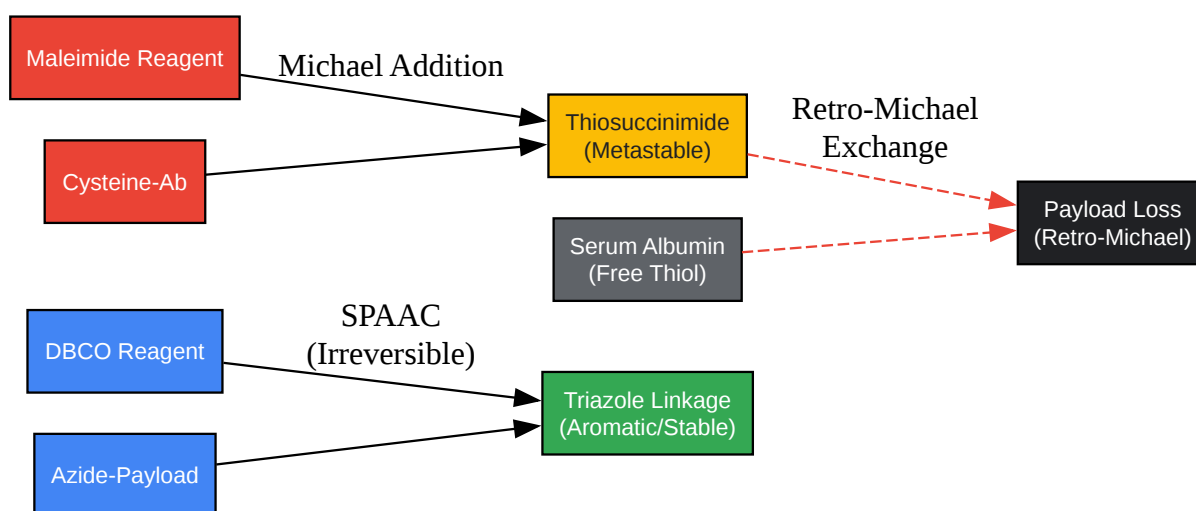 Maleimide Reagent
Michael Addition
Cysteine-Ab
Thiosuccinimide
(Metastable)
Retro-Michael
Exchange
Serum Albumin
(Free Thiol)
Payload Loss
(Retro-Michael)
DBCO Reagent
SPAAC
(Irreversible)
Azide-Payload
Triazole Linkage
(Aromatic/Stable)